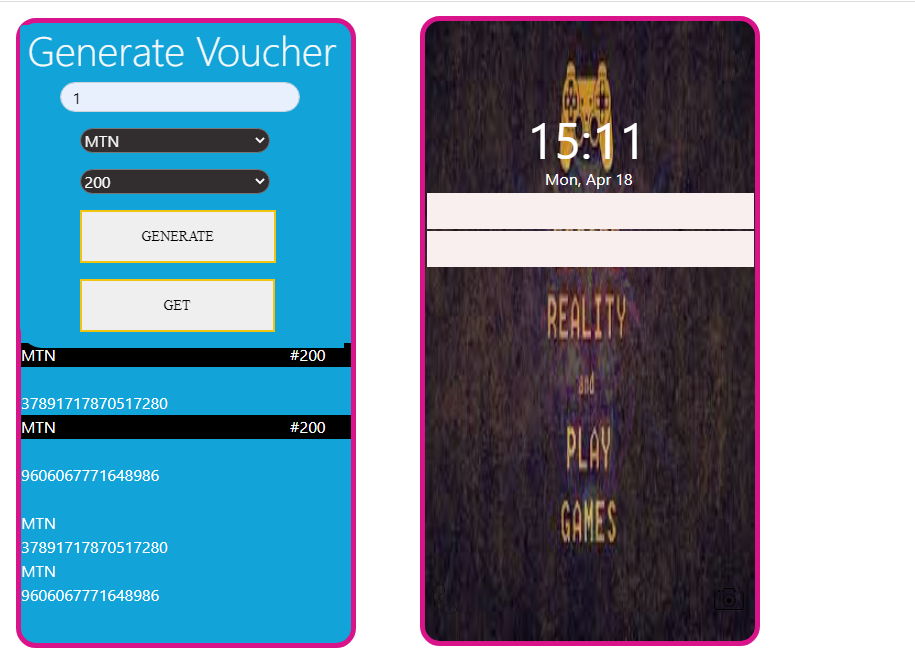 Generate Voucher
1
MTN
200
GENERATE
GET
MTN #200
37891717870517280
MTN #200
9606067771648986
MTN
37891717870517280
MTN
9606067771648986
15:11
Mon, Apr 18
REALITY
and
PLAY
GAMES